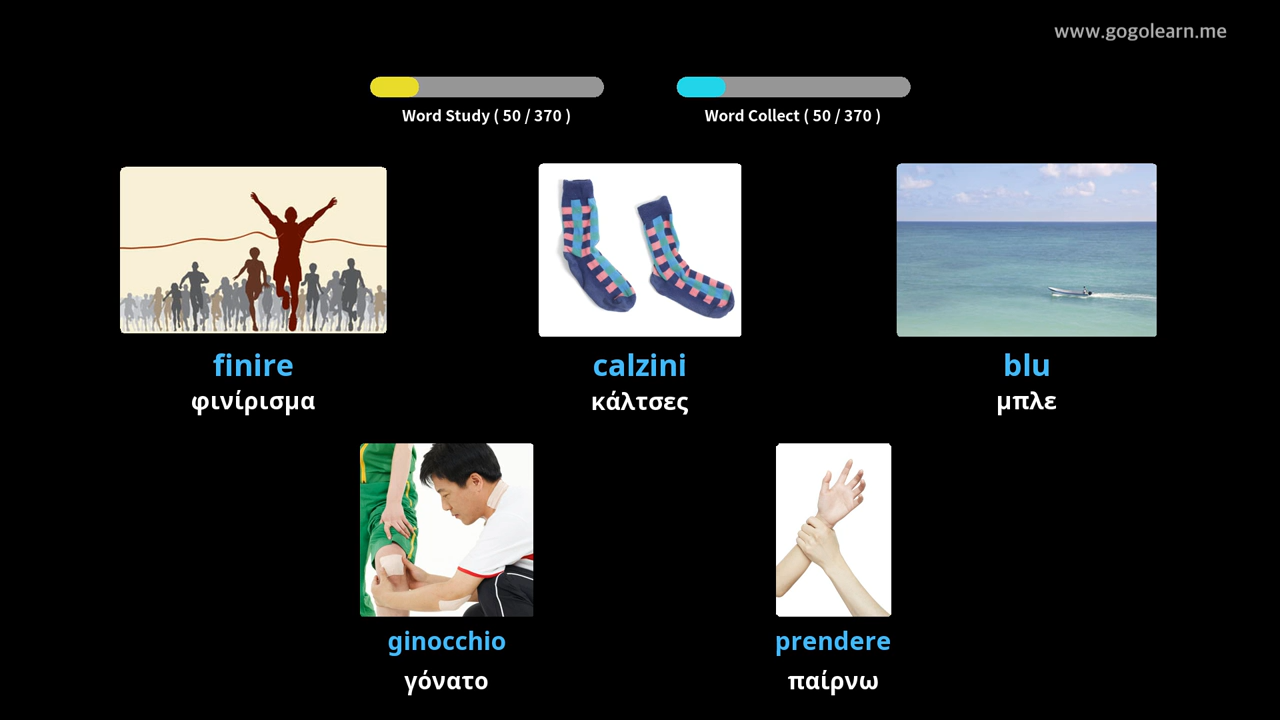 www.gogolearn.me
Word Study ( 50 / 370 )
Word Collect ( 50 / 370 )
finire
φινίρισμα
calzini
κάλτσες
blu
μπλε
ginocchio
γόνατο
prendere
παίρνω